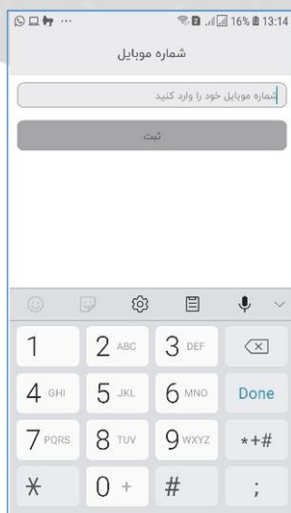 16% 13:14
شماره موبایل
شماره موبایل خود را وارد کنید
ثبت
1 2 ABC 3 DEF
4 GHI 5 JKL 6 MNO Done
7 PQRS 8 TUV 9 WXYZ *+#
* 0 + # ;